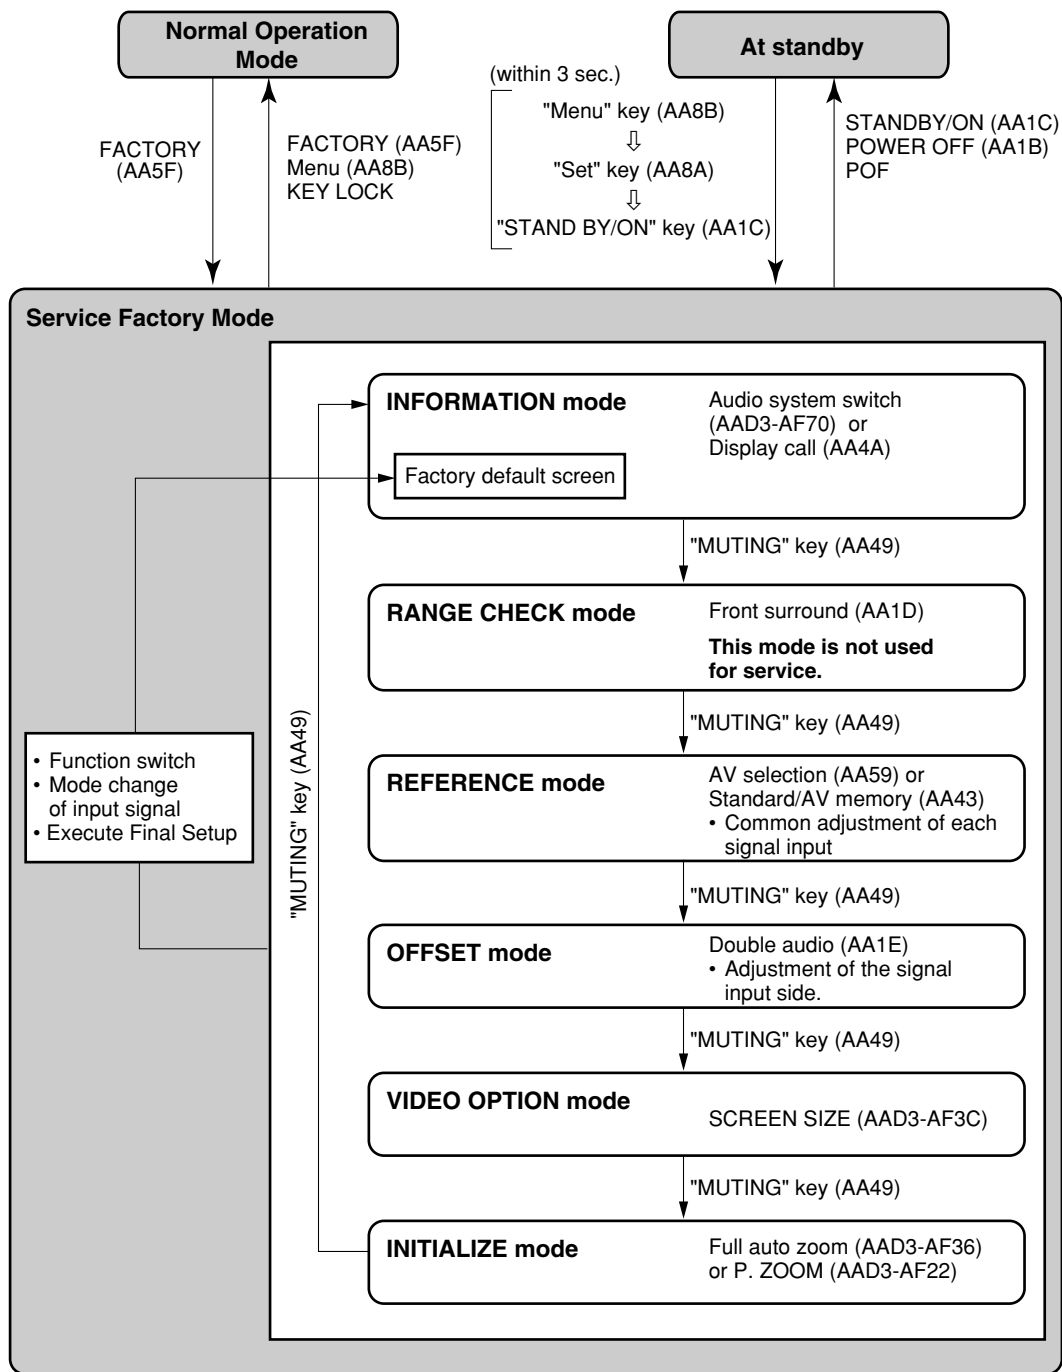 Normal Operation
Mode
At standby
FACTORY
(AA5F)
FACTORY (AA5F)
Menu (AA8B)
KEY LOCK
(within 3 sec.)
"Menu" key (AA8B)
⇩
"Set" key (AA8A)
⇩
"STAND BY/ON" key (AA1C)
STANDBY/ON (AA1C)
POWER OFF (AA1B)
POF
Service Factory Mode
INFORMATION mode
Audio system switch
(AAD3-AF70) or
Display call (AA4A)
Factory default screen
"MUTING" key (AA49)
RANGE CHECK mode
Front surround (AA1D)
This mode is not used
for service.
"MUTING" key (AA49)
REFERENCE mode
AV selection (AA59) or
Standard/AV memory (AA43)
• Common adjustment of each
signal input
"MUTING" key (AA49)
OFFSET mode
Double audio (AA1E)
• Adjustment of the signal
input side.
"MUTING" key (AA49)
VIDEO OPTION mode
SCREEN SIZE (AAD3-AF3C)
"MUTING" key (AA49)
INITIALIZE mode
Full auto zoom (AAD3-AF36)
or P. ZOOM (AAD3-AF22)
"MUTING" key (AA49)
• Function switch
• Mode change
of input signal
• Execute Final Setup